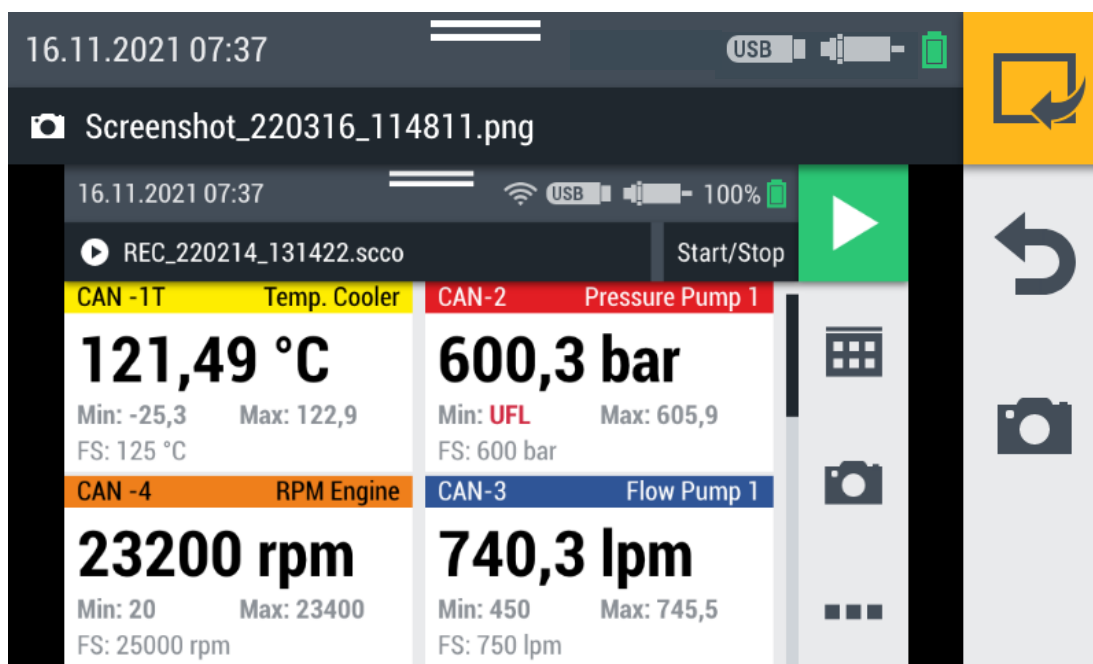 16.11.2021 07:37 USB
Screenshot_220316_114811.png
16.11.2021 07:37 USB 100%
REC_220214_131422.scco Start/Stop
CAN -1T Temp. Cooler
121,49 °C
Min: -25,3 Max: 122,9
FS: 125 °C
CAN-2 Pressure Pump 1
600,3 bar
Min: UFL Max: 605,9
FS: 600 bar
CAN -4 RPM Engine
23200 rpm
Min: 20 Max: 23400
FS: 25000 rpm
CAN-3 Flow Pump 1
740,3 lpm
Min: 450 Max: 745,5
FS: 750 lpm